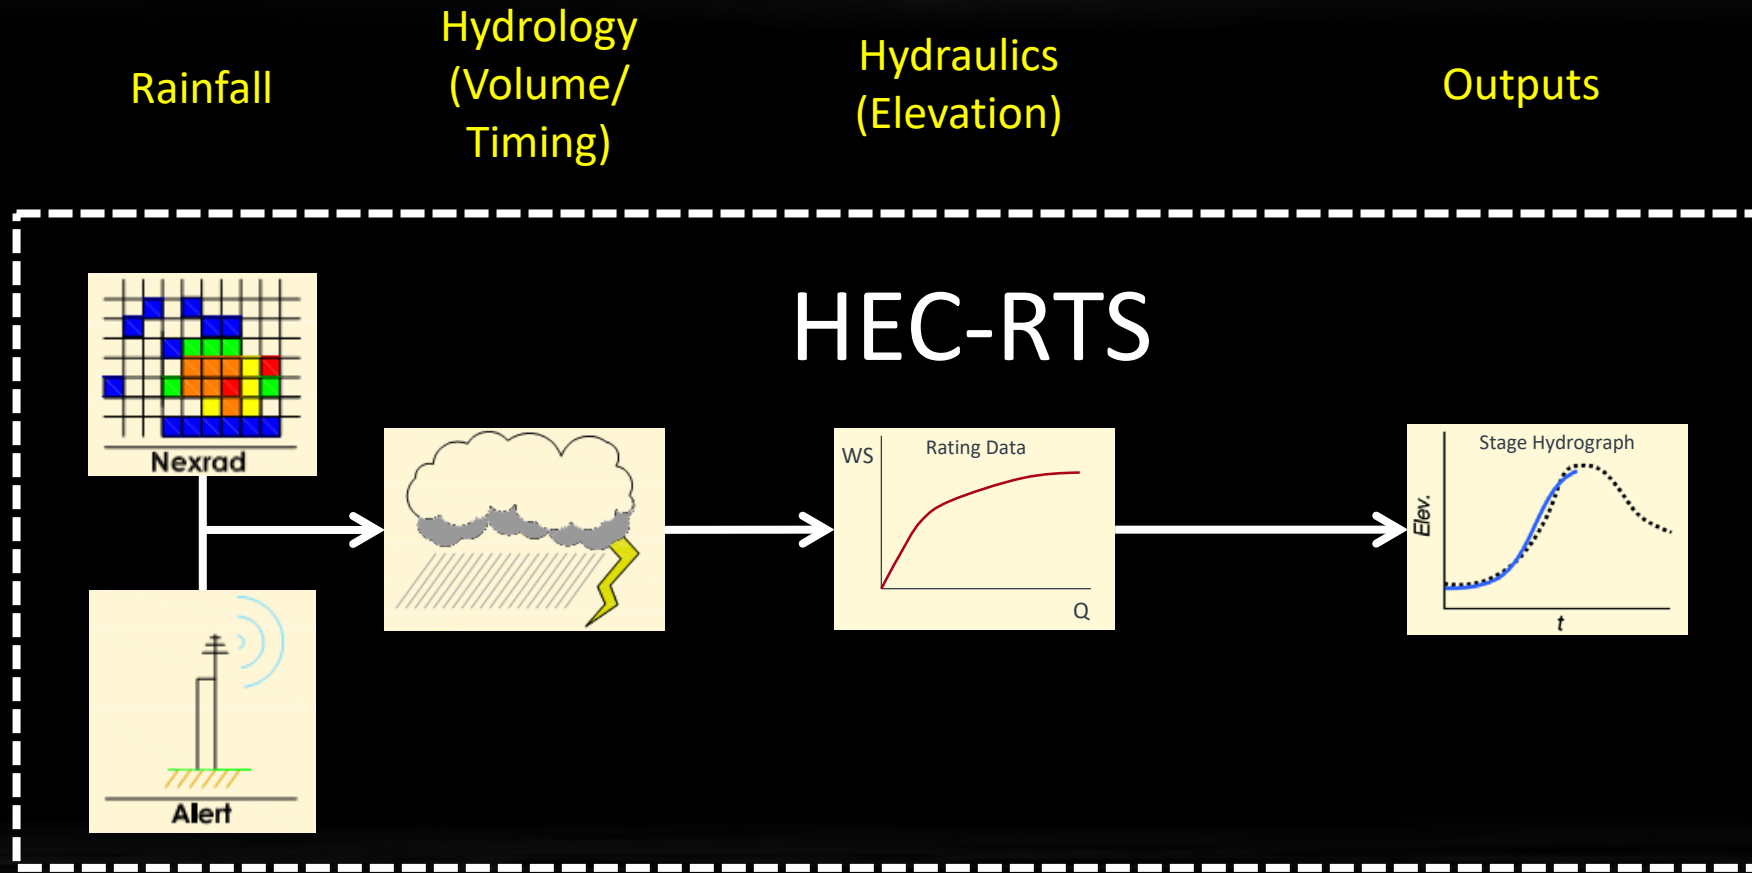 Rainfall
Hydrology
(Volume/
Timing)
Hydraulics
(Elevation)
Outputs
HEC-RTS
Nexrad
Alert
WS
Rating Data
Q
Stage Hydrograph
Elev.
t